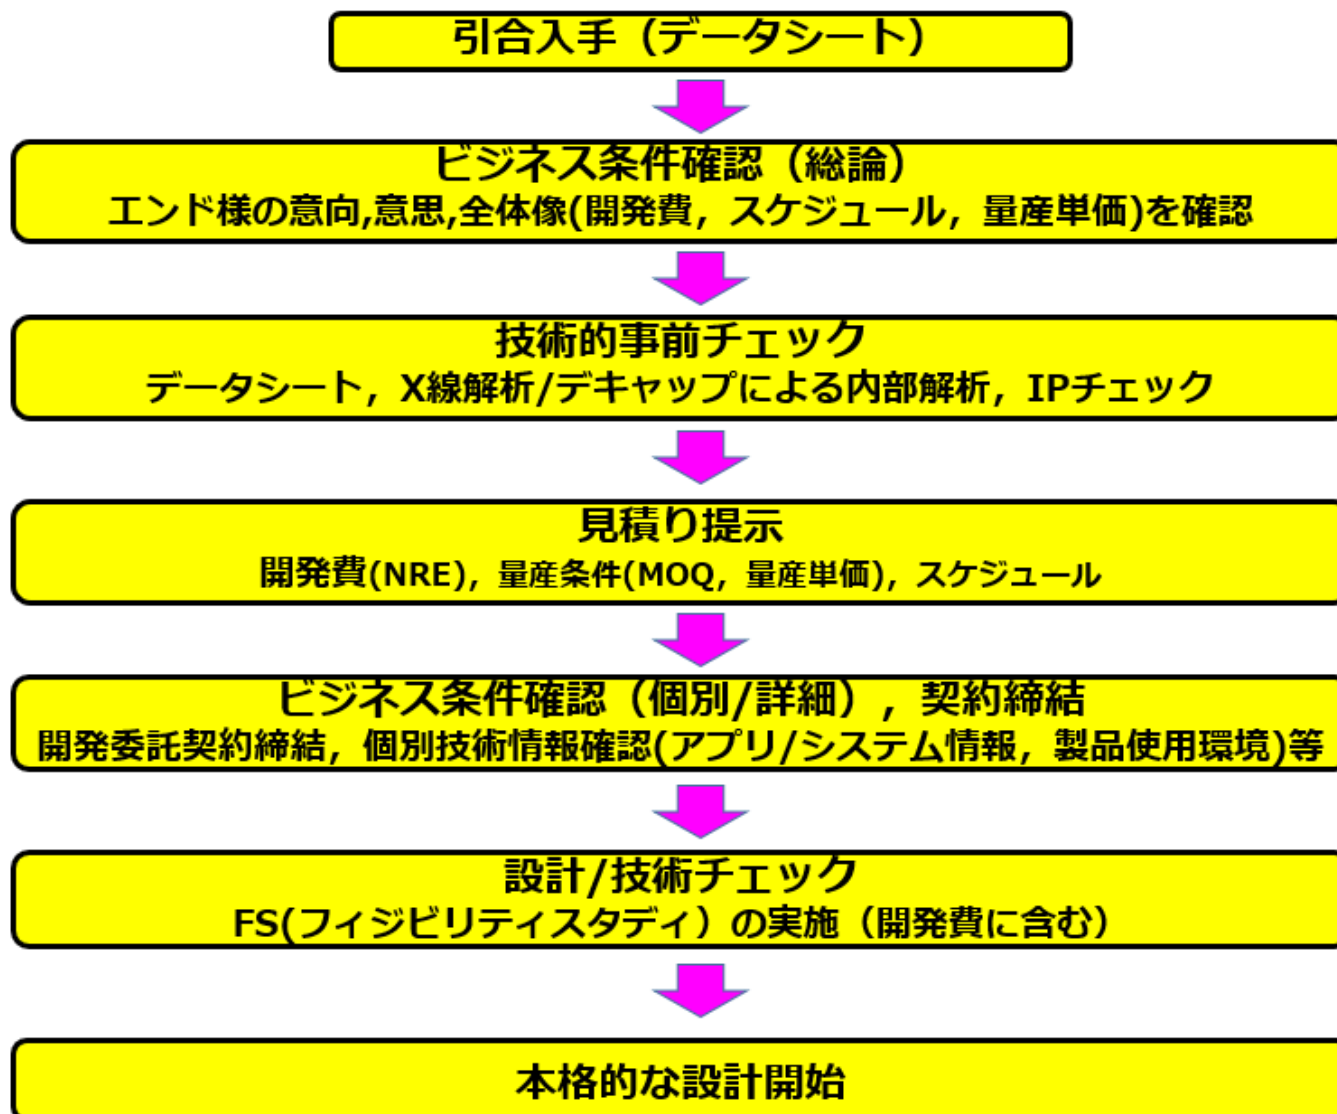 引合入手（データシート）
ビジネス条件確認（総論）
エンド様の意向,意思,全体像(開発費，スケジュール，量産単価)を確認
技術的事前チェック
データシート，X線解析/デキャップによる内部解析，IPチェック
見積り提示
開発費(NRE)，量産条件(MOQ，量産単価)，スケジュール
ビジネス条件確認（個別/詳細），契約締結
開発委託契約締結，個別技術情報確認(アプリ/システム情報，製品使用環境)等
設計/技術チェック
FS(フィジビリティスタディ）の実施（開発費に含む）
本格的な設計開始